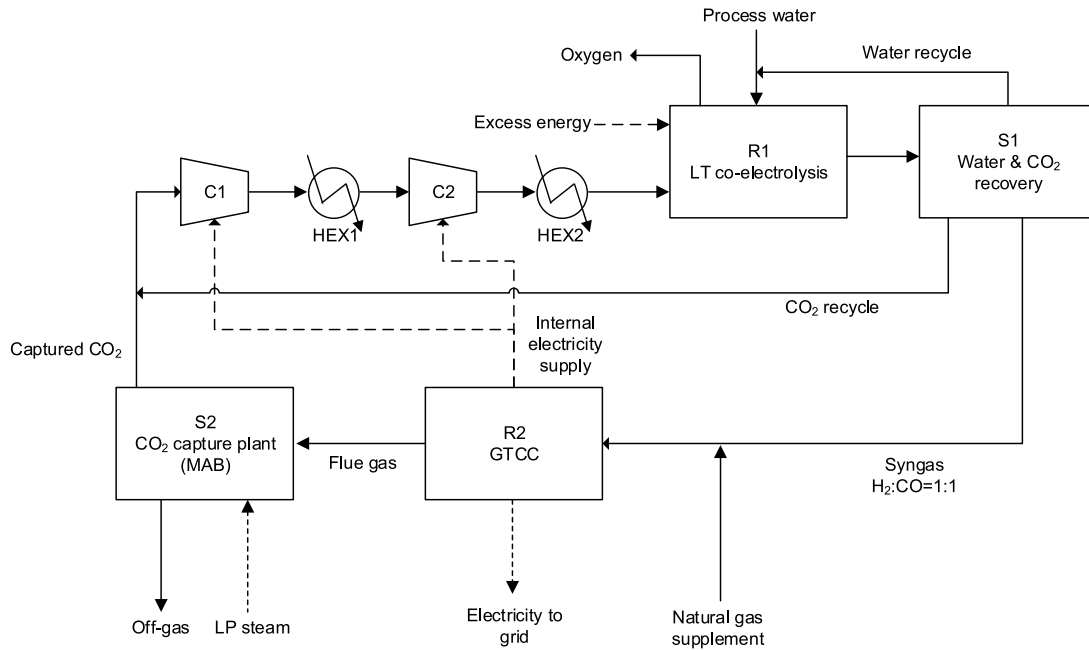 Process water
Oxygen
Water recycle
Excess energy
R1
LT co-electrolysis
S1
Water & CO₂
recovery
C1
HEX1
C2
HEX2
CO₂ recycle
Captured CO₂
Internal
electricity
supply
S2
CO₂ capture plant
(MAB)
Flue gas
R2
GTCC
Syngas
H₂:CO=1:1
Off-gas
LP steam
Electricity to
grid
Natural gas
supplement